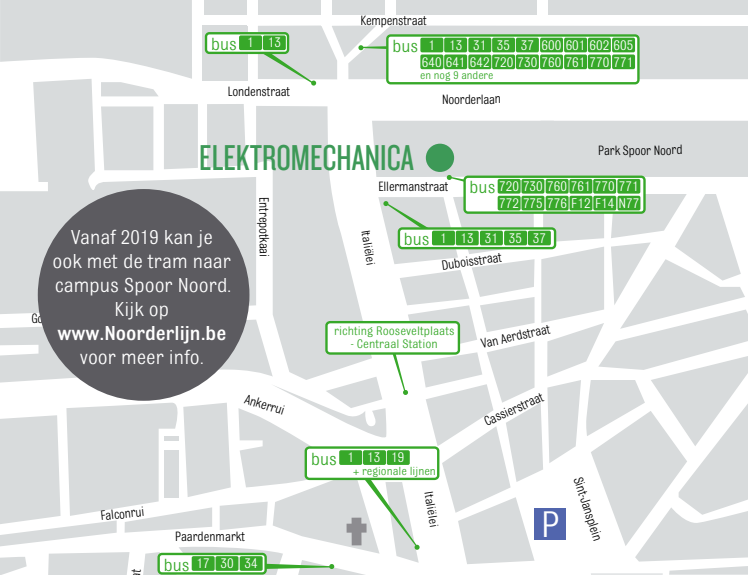 Kempenstraat
bus 1 13
bus 1 13 31 35 37 600 601 602 605
640 641 642 720 730 760 761 770 771
en nog 9 andere
Londenstraat
Noorderlaan
ELEKTROMECHANICA
Park Spoor Noord
Ellermanstraat
bus 720 730 760 761 770 771
772 775 776 F12 F14 N77
Entrepotkaai
Italiëlei
bus 1 13 31 35 37
Duboisstraat
Vanaf 2019 kan je
ook met de tram naar
campus Spoor Noord.
Kijk op
www.Noorderlijn.be
voor meer info.
richting Rooseveltplaats
- Centraal Station
Van Aerdtstraat
Ankerrui
Cassierstraat
bus 1 13 19
+ regionale lijnen
Italiëlei
Sint-Jansplein
P
Falconrui
Paardenmarkt
bus 17 30 34